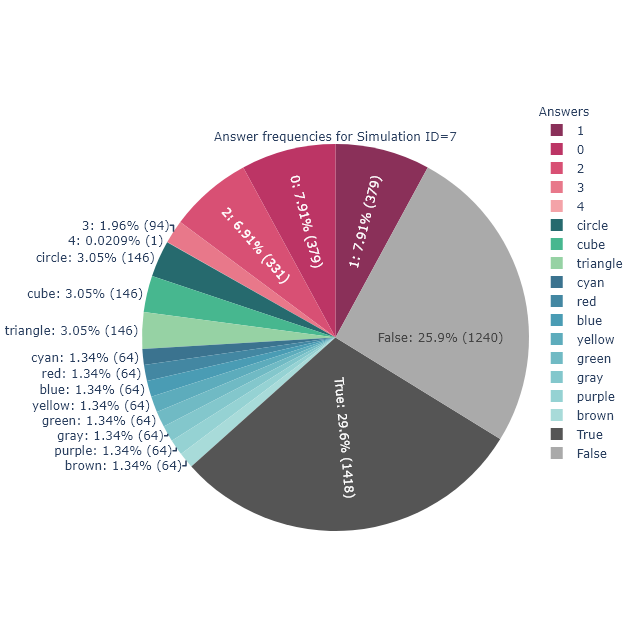 Answer frequencies for Simulation ID=7
1: 7.91% (379)
0: 7.91% (379)
2: 6.91% (331)
3: 1.96% (94)
4: 0.0209% (1)
circle: 3.05% (146)
cube: 3.05% (146)
triangle: 3.05% (146)
cyan: 1.34% (64)
red: 1.34% (64)
blue: 1.34% (64)
yellow: 1.34% (64)
green: 1.34% (64)
gray: 1.34% (64)
purple: 1.34% (64)
brown: 1.34% (64)
True: 29.6% (1418)
False: 25.9% (1240)
Answers
1
0
2
3
4
circle
cube
triangle
cyan
red
blue
yellow
green
gray
purple
brown
True
False